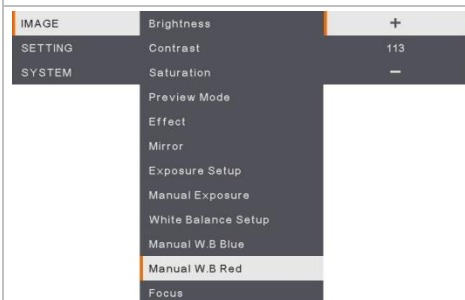 IMAGE
SETTING
SYSTEM
Brightness
Contrast
Saturation
Preview Mode
Effect
Mirror
Exposure Setup
Manual Exposure
White Balance Setup
Manual W.B Blue
Manual W.B Red
Focus
+
113
−